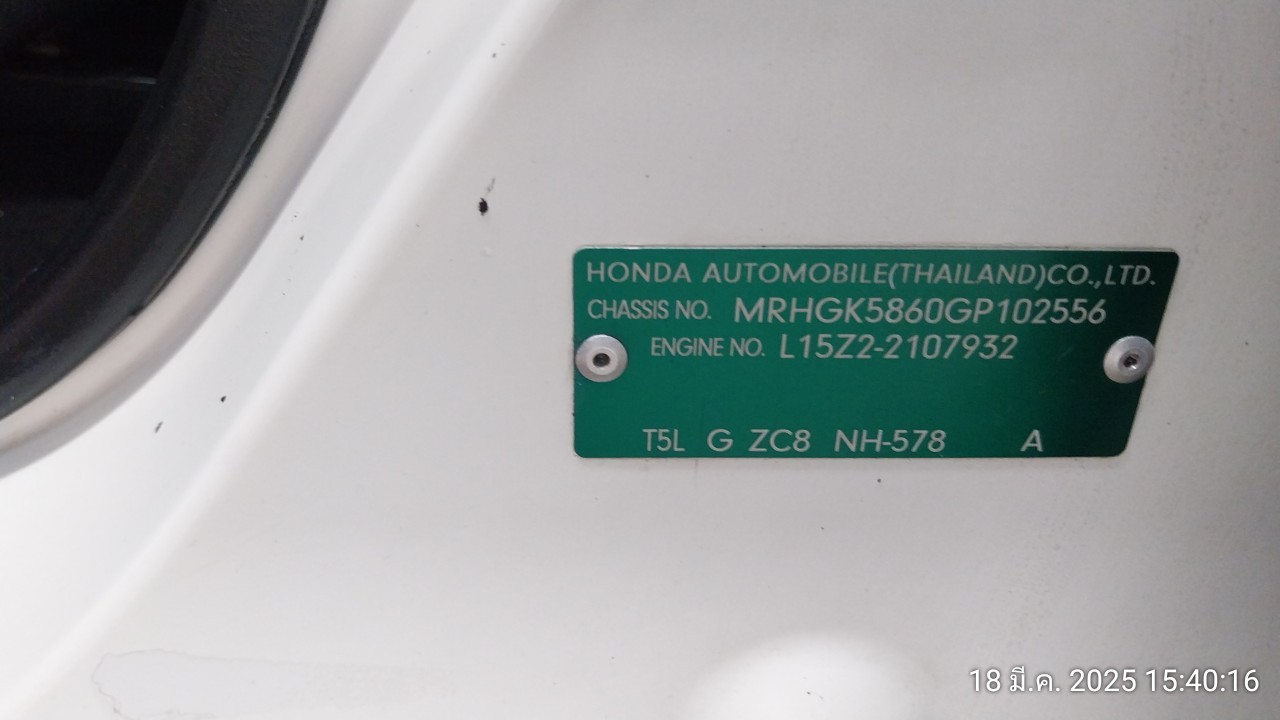 HONDA AUTOMOBILE(THAILAND)CO.,LTD.
CHASSIS NO. MRHGK5860GP102556
ENGINE NO. L15Z2-2107932
T5L G ZC8 NH-578 A
18 มี.ค. 2025 15:40:16